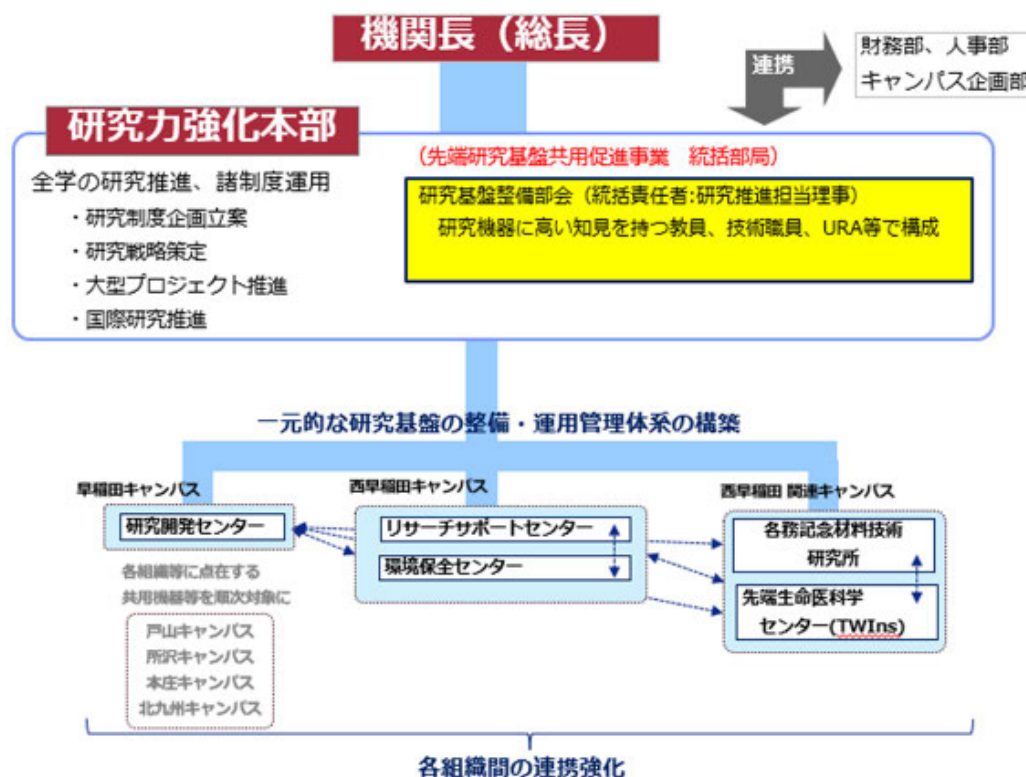 機関長（総長）
連携
財務部、人事部
キャンパス企画部
研究力強化本部
全学の研究推進、諸制度運用
・研究制度企画立案
・研究戦略策定
・大型プロジェクト推進
・国際研究推進
(先端研究基盤共用促進事業　統括部局)
研究基盤整備部会（統括責任者:研究推進担当理事）
研究機器に高い知見を持つ教員、技術職員、URA等で構成
一元的な研究基盤の整備・運用管理体系の構築
早稲田キャンパス
研究開発センター
各組織等に点在する
共用機器等を順次対象に
戸山キャンパス
所沢キャンパス
本庄キャンパス
北九州キャンパス
西早稲田キャンパス
リサーチサポートセンター
環境保全センター
西早稲田 関連キャンパス
各務記念材料技術
研究所
先端生命医科学
センター(TWIns)
各組織間の連携強化